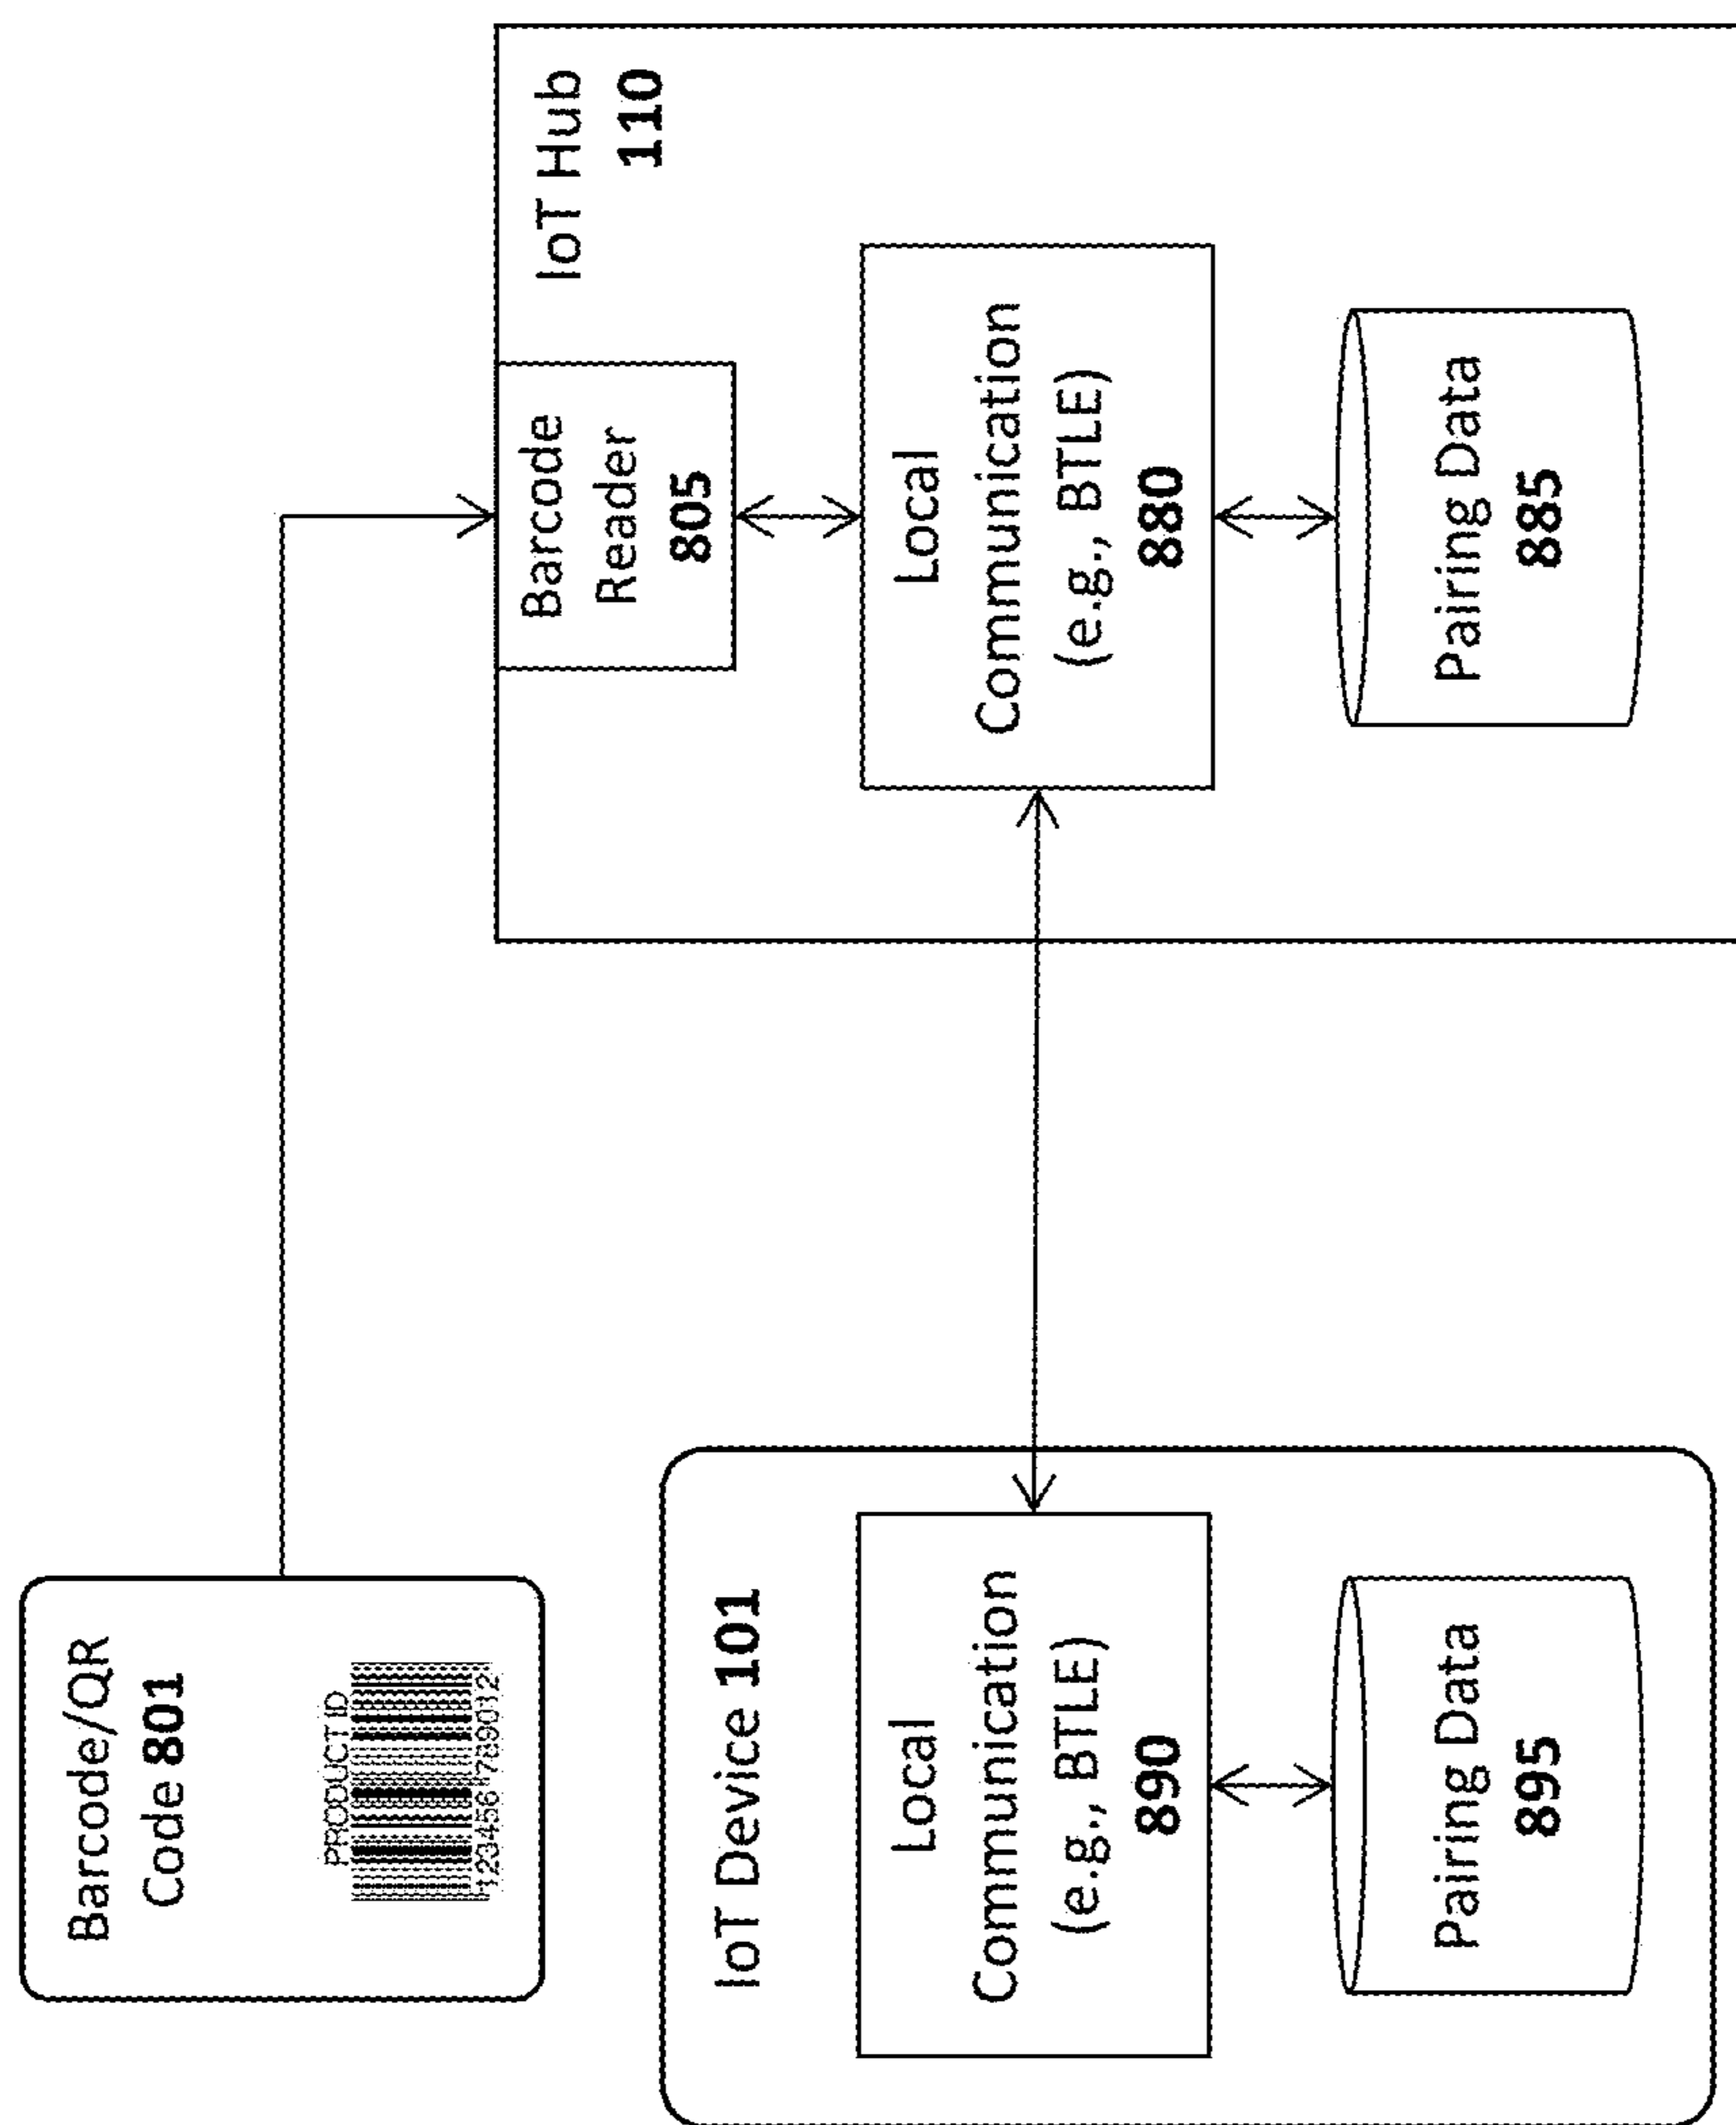 Barcode/QR
Code 801
PRODUCT ID
123456 789012
IoT Device 101
Local
Communication
(e.g., BTLE)
890
Pairing Data
895
IoT Hub
110
Barcode
Reader
805
Local
Communication
(e.g., BTLE)
880
Pairing Data
885